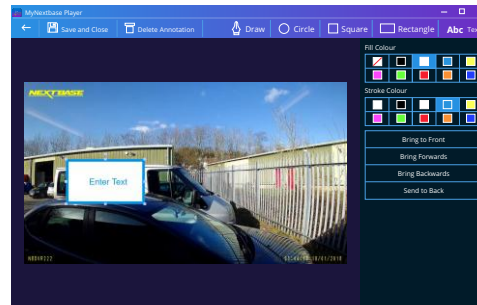 MyNextbase Player
Save and Close
Delete Annotation
Draw
Circle
Square
Rectangle
Abc
Fill Colour
NEXTBASE
Stroke Colour
Bring to Front
Bring Forwards
Enter Text
Bring Backwards
Send to Back